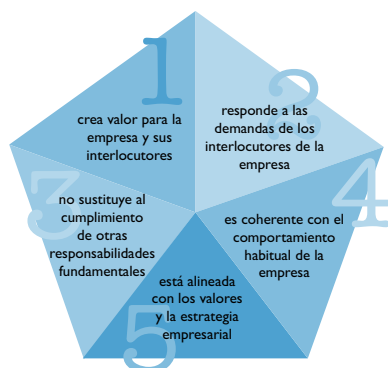 1
crea valor para la
empresa y sus
interlocutores
2
responde a las
demandas de los
interlocutores de la
empresa
3
no sustituye al
cumplimiento
de otras
responsabilidades
fundamentales
4
es coherente con el
comportamiento
habitual de la
empresa
5
está alineada
con los valores
y la estrategia
empresarial